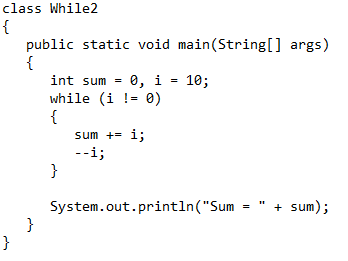 class While2
{
   public static void main(String[] args)
   {
      int sum = 0, i = 10;
      while (i != 0)
      {
         sum += i;
         --i;
      }

      System.out.println("Sum = " + sum);
   }
}